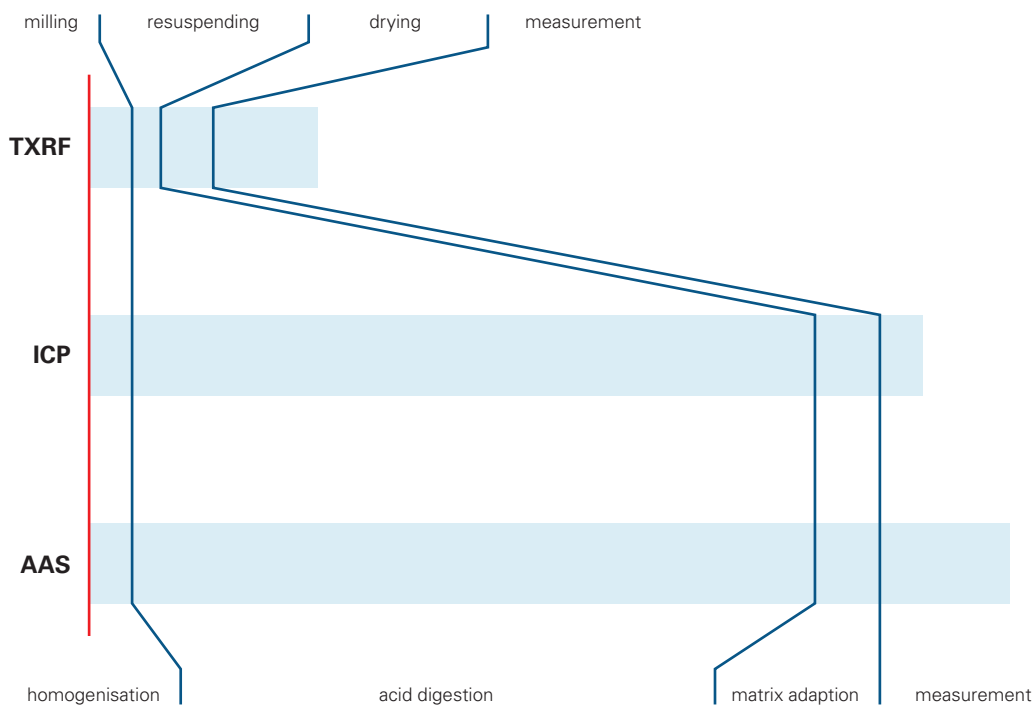 milling resuspending drying measurement
TXRF
ICP
AAS
homogenisation acid digestion matrix adaption measurement